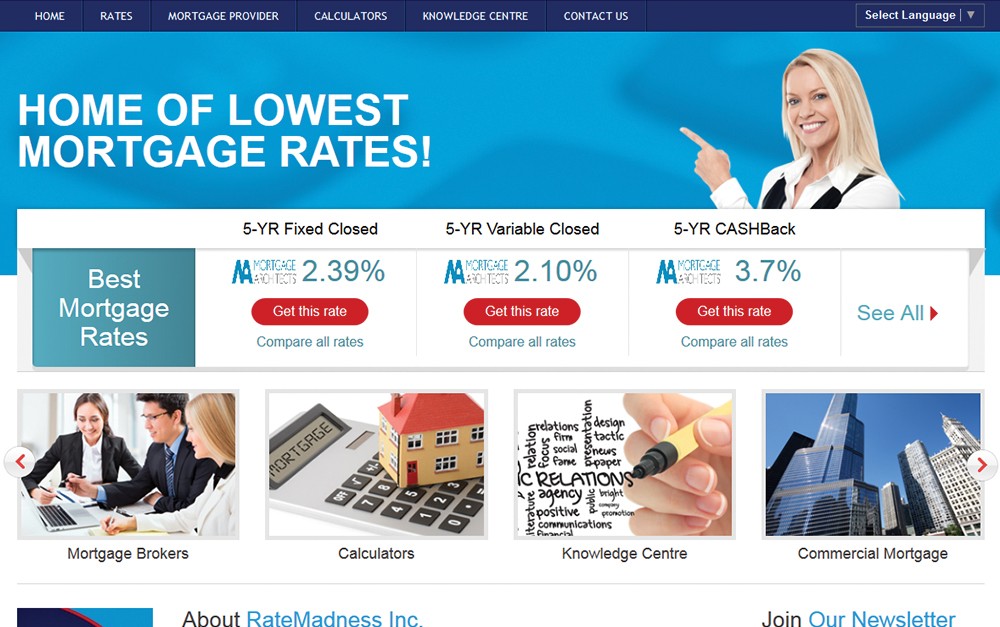 HOME RATES MORTGAGE PROVIDER CALCULATORS KNOWLEDGE CENTRE CONTACT US Select Language ▼
HOME OF LOWEST
MORTGAGE RATES!
5-YR Fixed Closed 5-YR Variable Closed 5-YR CASHBack
Best
Mortgage
Rates
MORTGAGE
ARCHITECTS
2.39%
Get this rate
Compare all rates
MORTGAGE
ARCHITECTS
2.10%
Get this rate
Compare all rates
MORTGAGE
ARCHITECTS
3.7%
Get this rate
Compare all rates
See All
MORTGAGE
relation
relations
firm
focus
social
fame
presentation
design
tactic
news
paper
C RELATIONS
agency
public
bright
company
positive
promotion
literature
communications
financial
Mortgage Brokers Calculators Knowledge Centre Commercial Mortgage
About RateMadness Inc.
Join Our Newsletter